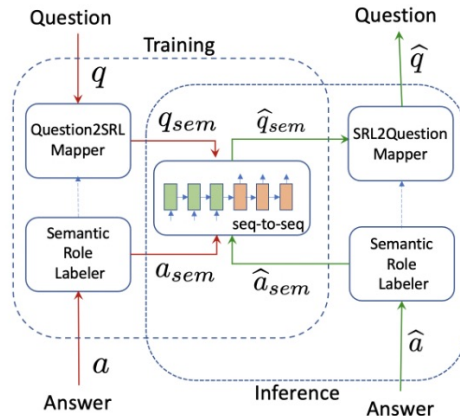 Question
Question
Training
q
q̂
Question2SRL
Mapper
q_sem
q̂_sem
SRL2Question
Mapper
seq-to-seq
Semantic
Role
Labeler
a_sem
â_sem
Semantic
Role
Labeler
a
â
Inference
Answer
Answer